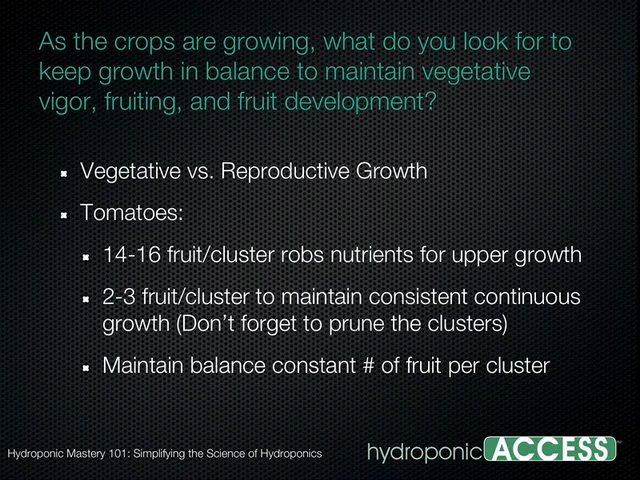 As the crops are growing, what do you look for to
keep growth in balance to maintain vegetative
vigor, fruiting, and fruit development?
Vegetative vs. Reproductive Growth
Tomatoes:
14-16 fruit/cluster robs nutrients for upper growth
2-3 fruit/cluster to maintain consistent continuous
growth (Don’t forget to prune the clusters)
Maintain balance constant # of fruit per cluster
Hydroponic Mastery 101: Simplifying the Science of Hydroponics
hydroponic ACCESS™